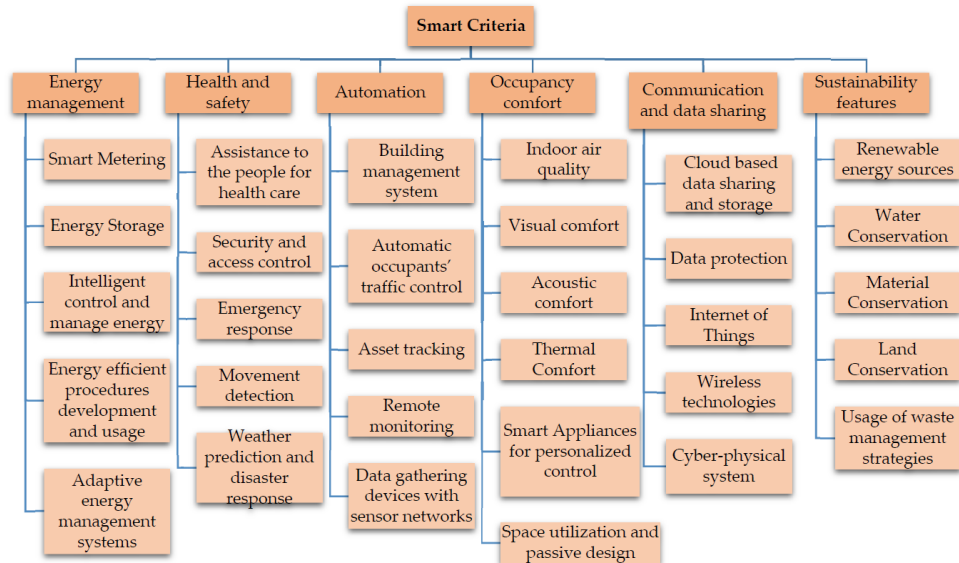 Smart Criteria
Energy
management
Smart Metering
Energy Storage
Intelligent
control and
manage energy
Energy efficient
procedures
development
and usage
Adaptive
energy
management
systems
Health and
safety
Assistance to
the people for
health care
Security and
access control
Emergency
response
Movement
detection
Weather
prediction and
disaster
response
Automation
Building
management
system
Automatic
occupants’
traffic control
Asset tracking
Remote
monitoring
Data gathering
devices with
sensor networks
Occupancy
comfort
Indoor air
quality
Visual comfort
Acoustic
comfort
Thermal
Comfort
Smart Appliances
for personalized
control
Space utilization and
passive design
Communication
and data sharing
Cloud based
data sharing
and storage
Data protection
Internet of
Things
Wireless
technologies
Cyber-physical
system
Sustainability
features
Renewable
energy sources
Water
Conservation
Material
Conservation
Land
Conservation
Usage of waste
management
strategies